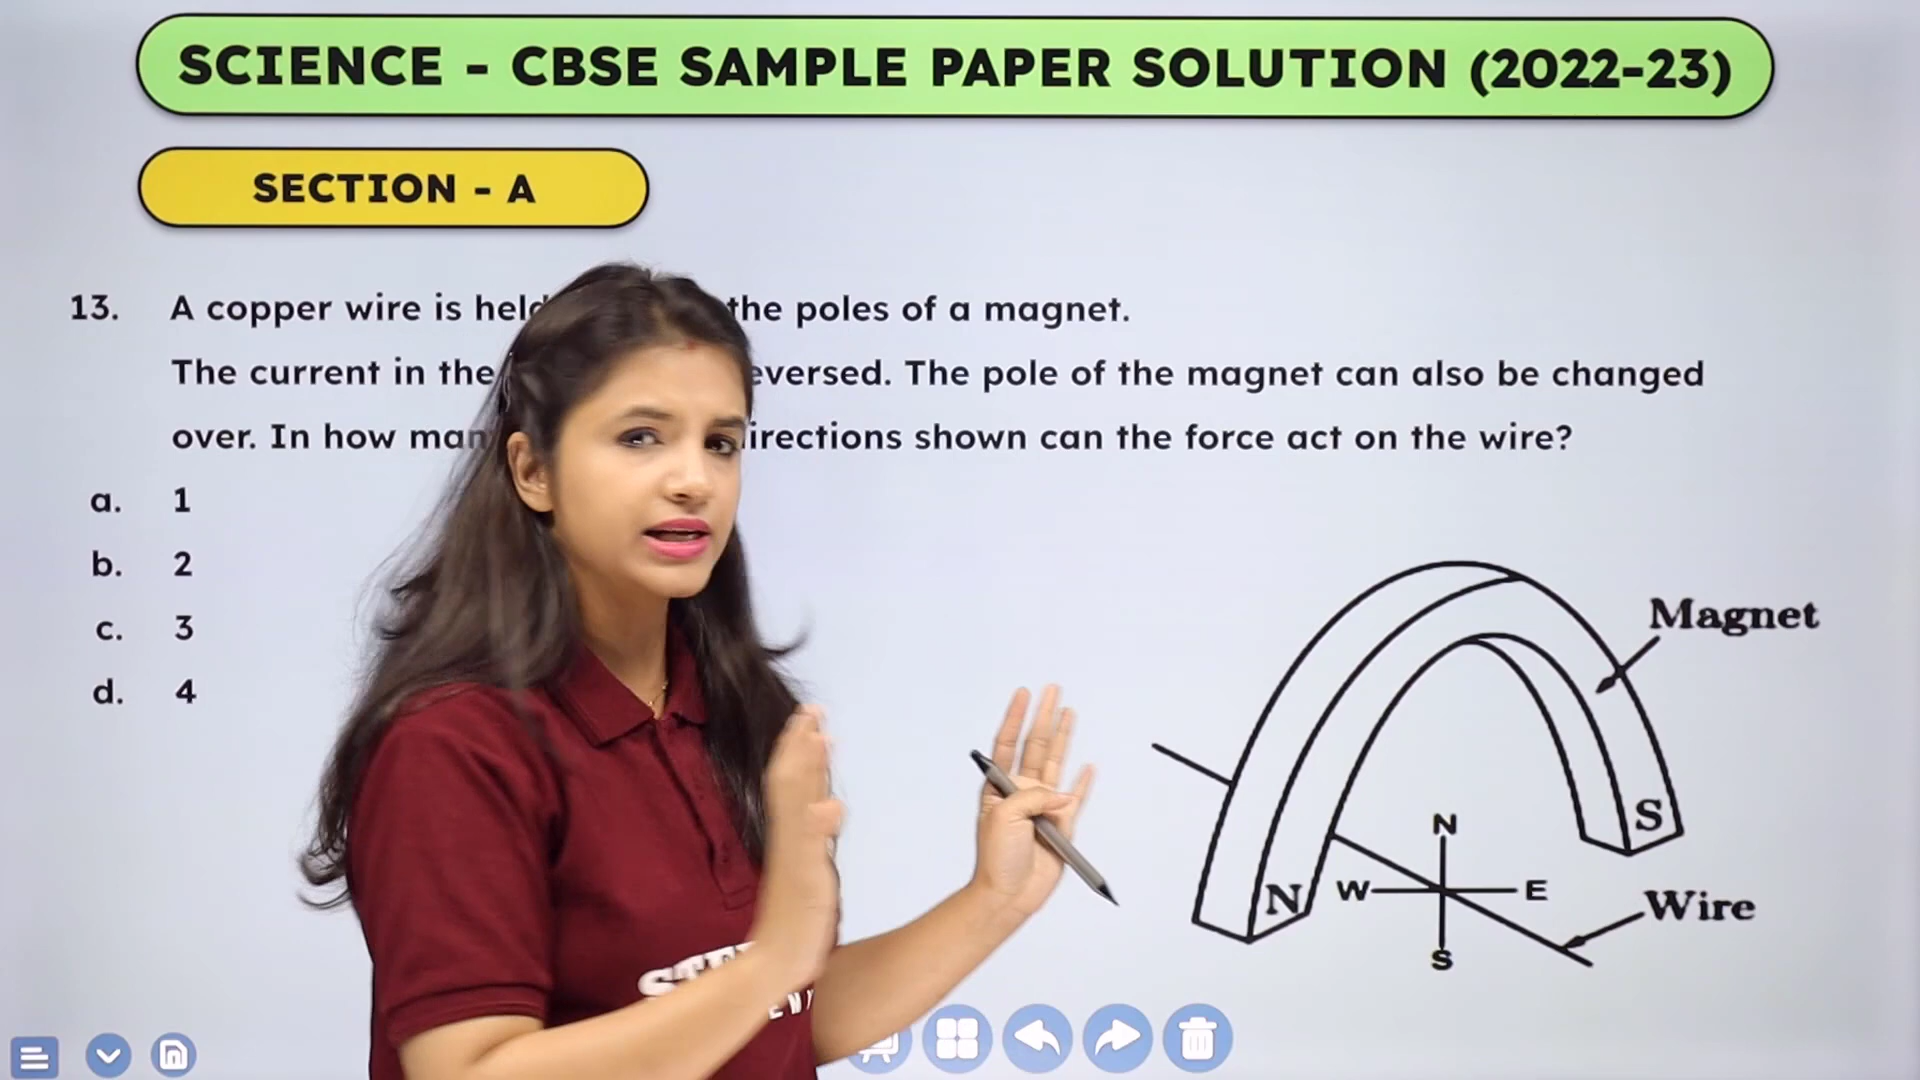 SCIENCE - CBSE SAMPLE PAPER SOLUTION (2022-23)
SECTION - A
13. A copper wire is held the poles of a magnet.
The current in the eversed. The pole of the magnet can also be changed
over. In how man irections shown can the force act on the wire?
a. 1
b. 2
c. 3
d. 4
Magnet
S
N
N
W
E
S
Wire